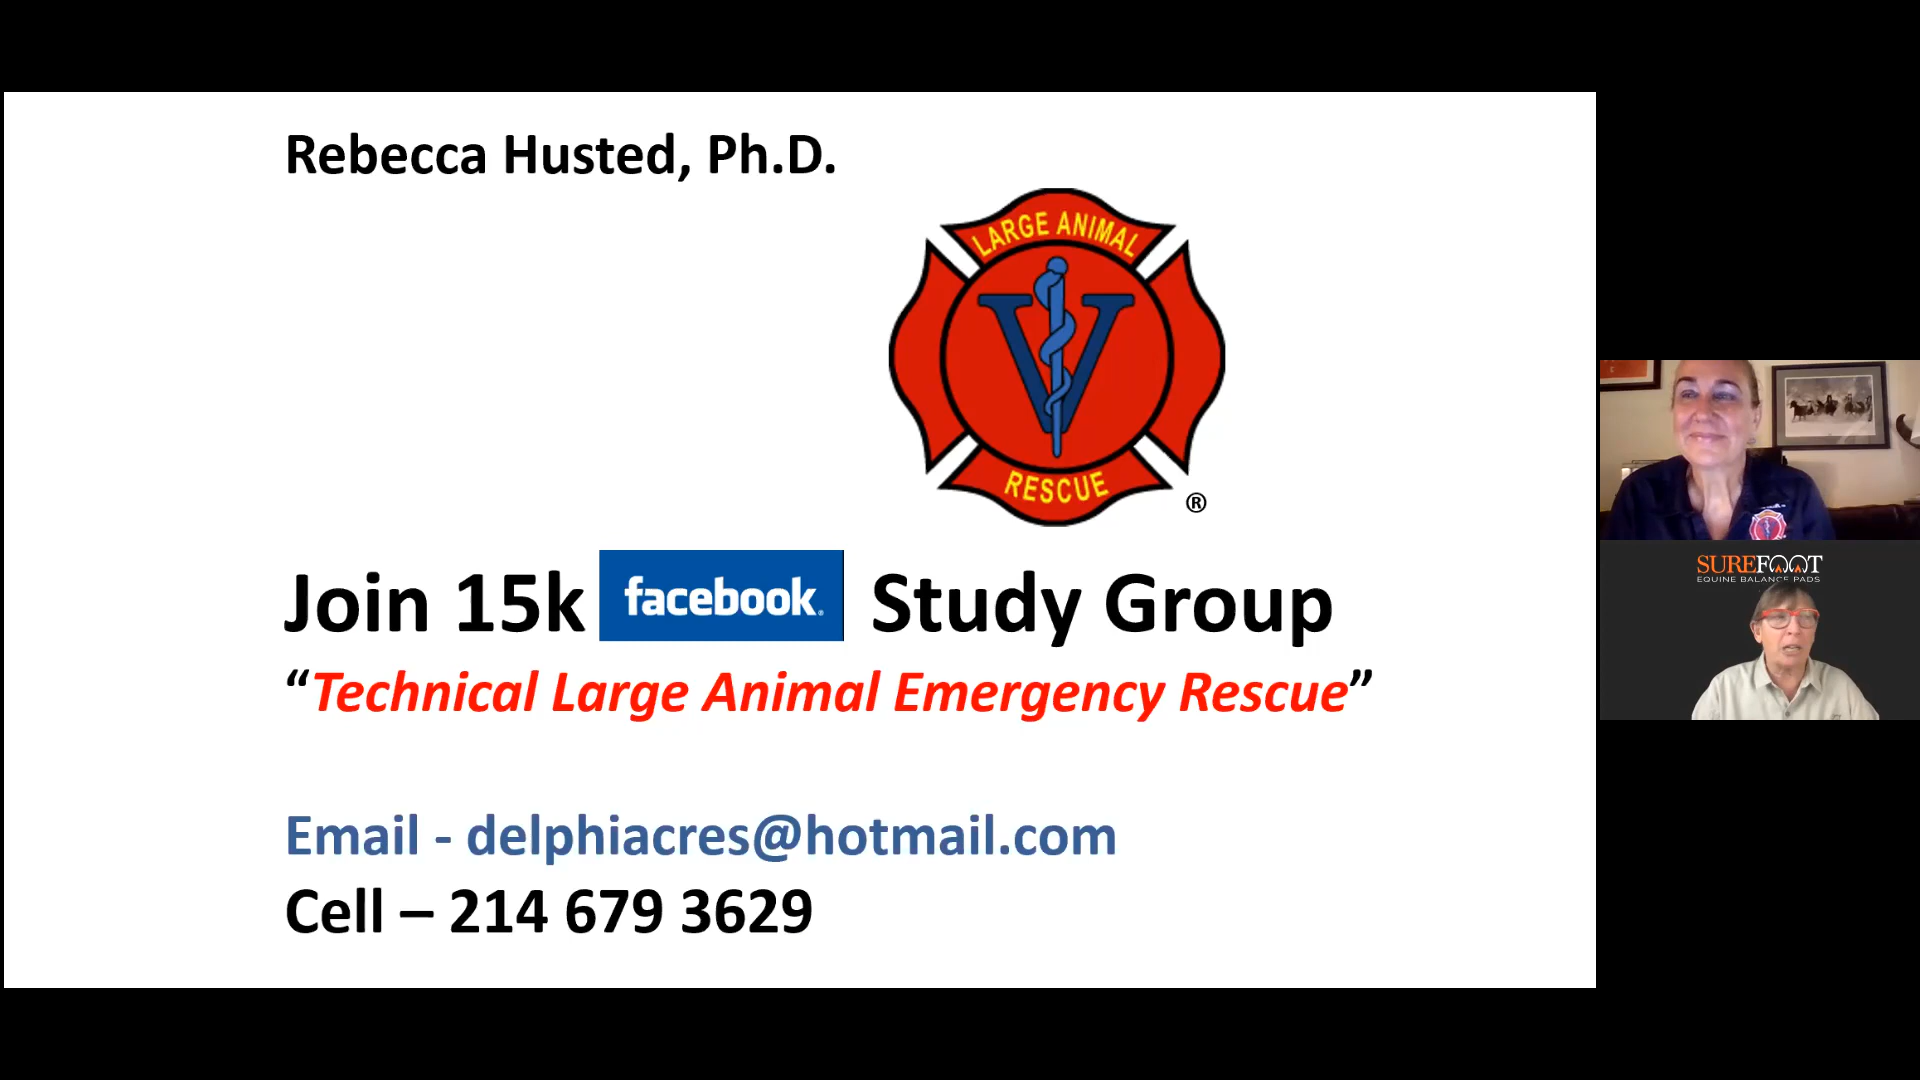 Rebecca Husted, Ph.D.
LARGE ANIMAL
V
RESCUE
®
Join 15k facebook® Study Group
“Technical Large Animal Emergency Rescue”
Email - delphiacres@hotmail.com
Cell – 214 679 3629
SUREFOOT
EQUINE BALANCE PADS